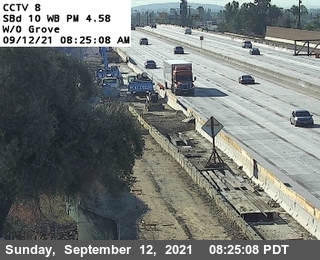 CCTV 8
SBd 10 WB PM 4.58
W/O Grove
09/12/21 08:25:08 AM
Sunday, September 12, 2021 08:25:08 PDT